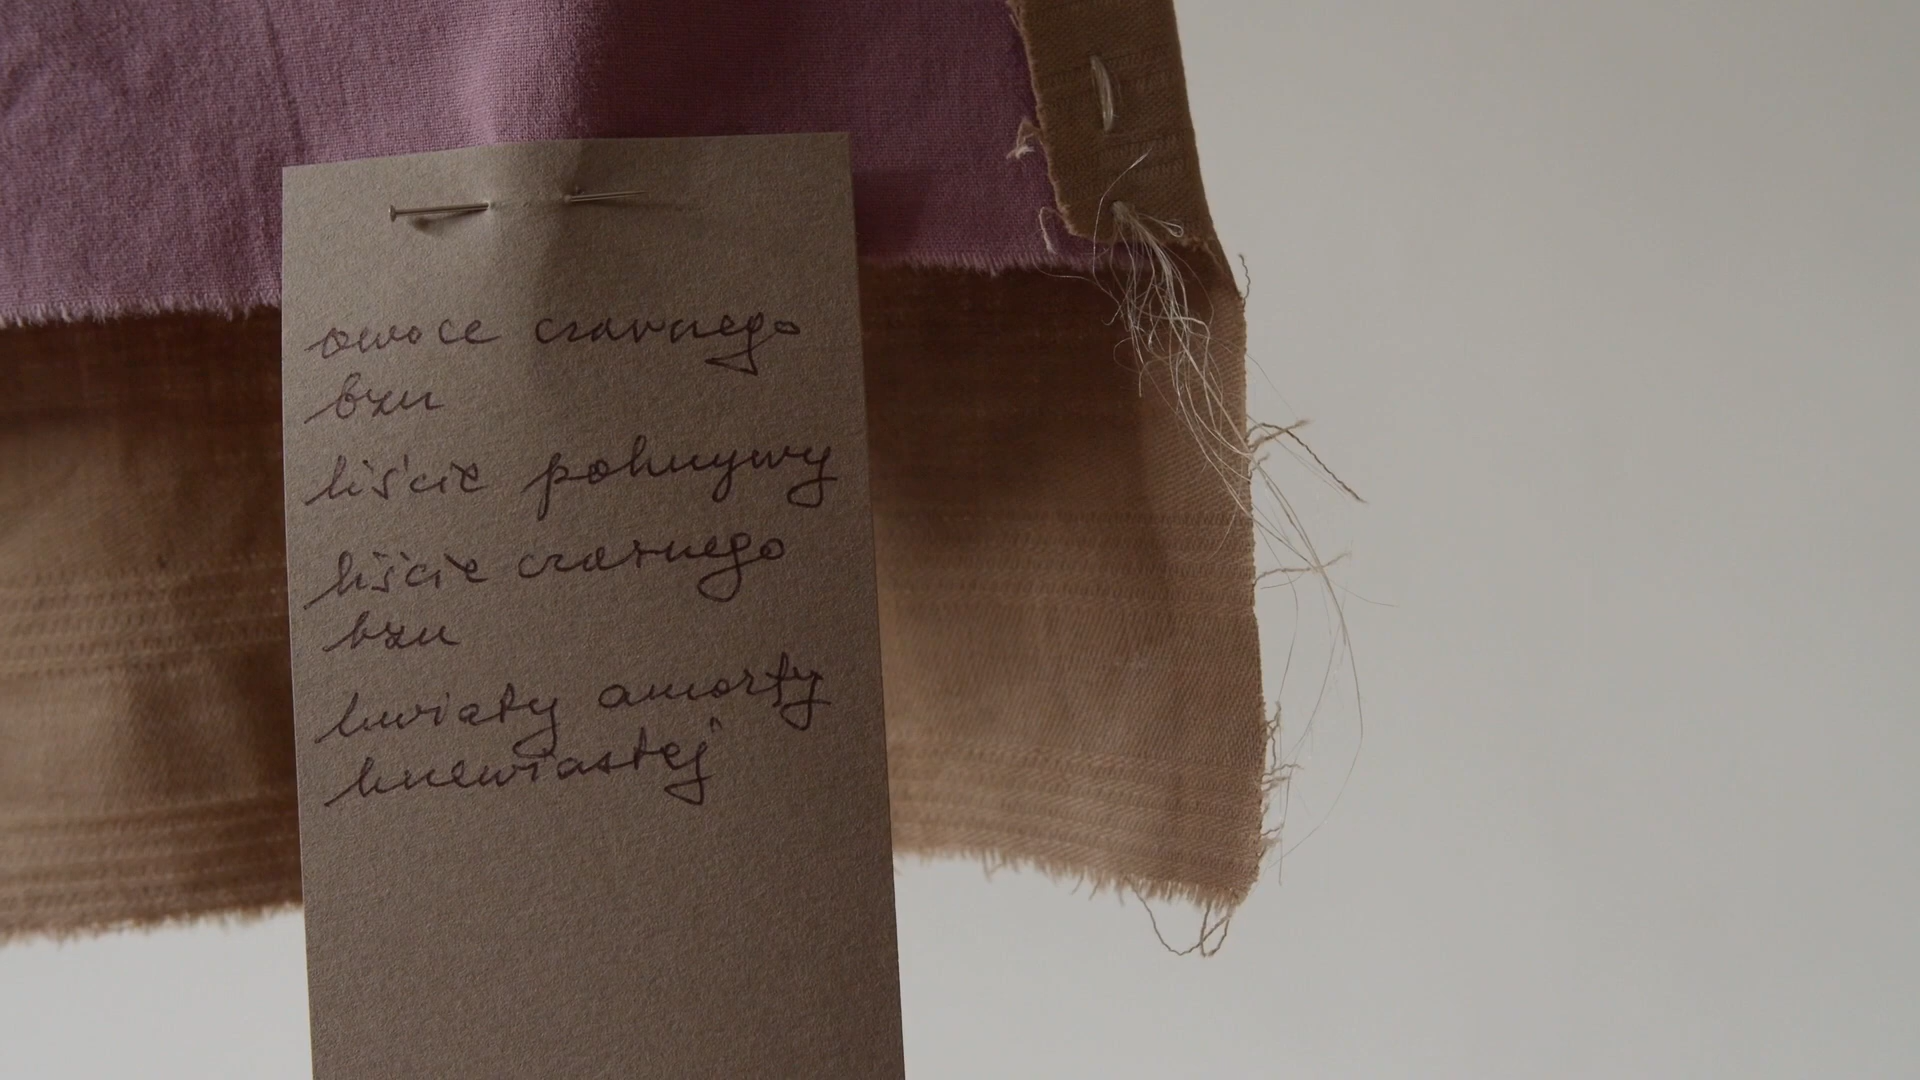 owoce czarnego
bzu
liście pokrzywy
liście czarnego
bzu
kwiaty amorfy
krzewiastej